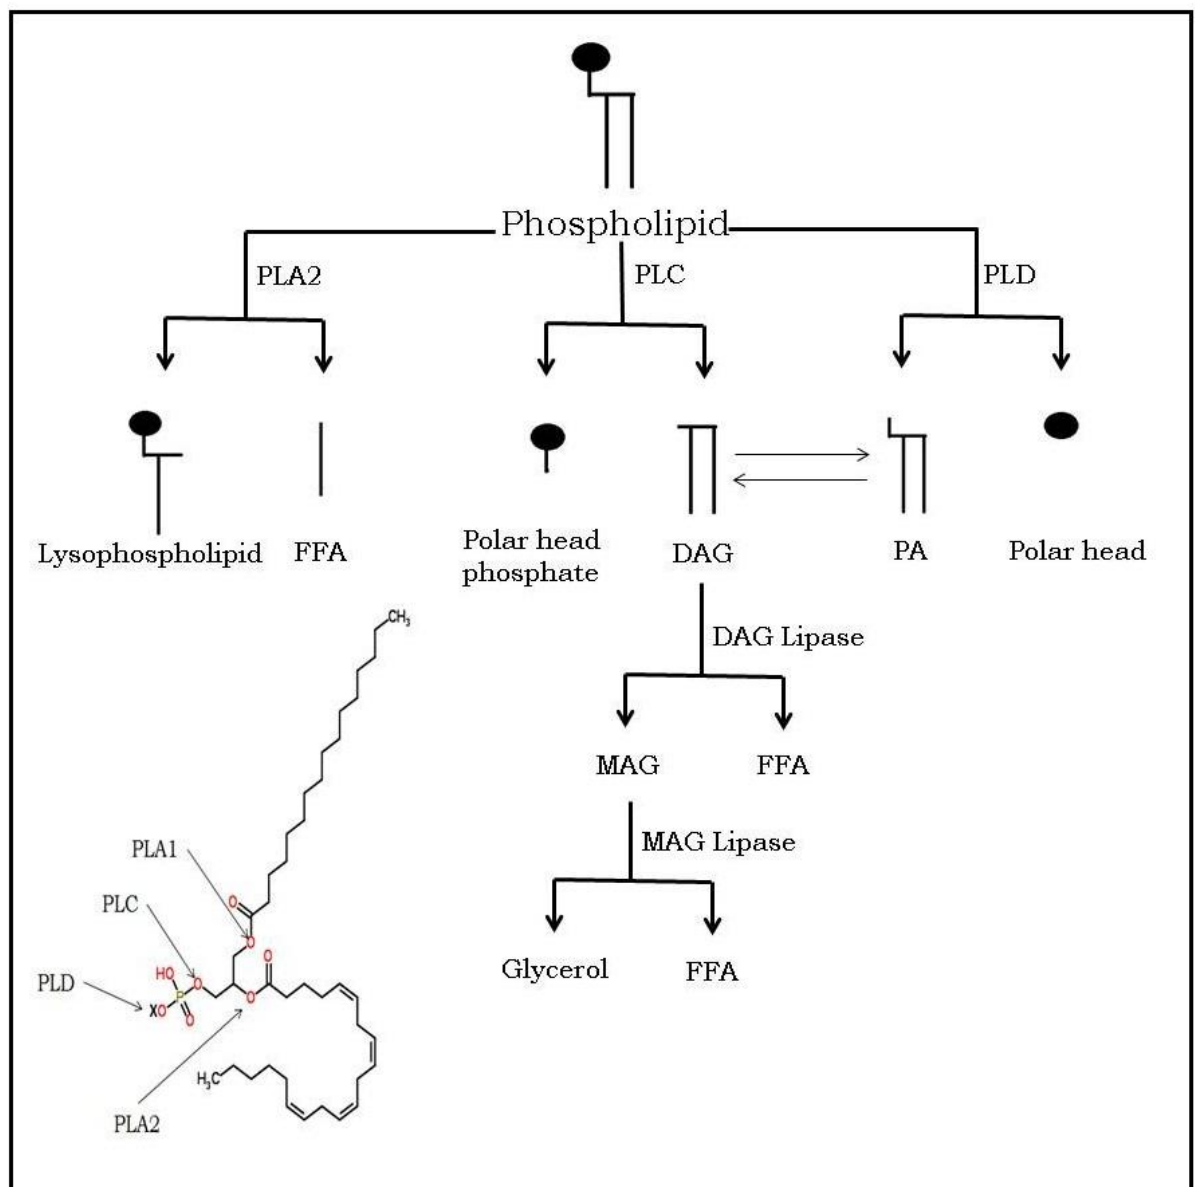 Phospholipid
PLA2
PLC
PLD
Lysophospholipid
FFA
Polar head
phosphate
DAG
PA
Polar head
DAG Lipase
MAG
FFA
MAG Lipase
Glycerol
FFA
CH3
PLA1
O
PLC
O
O
HO
PLD
O
P
O
XO
O
H3C
PLA2